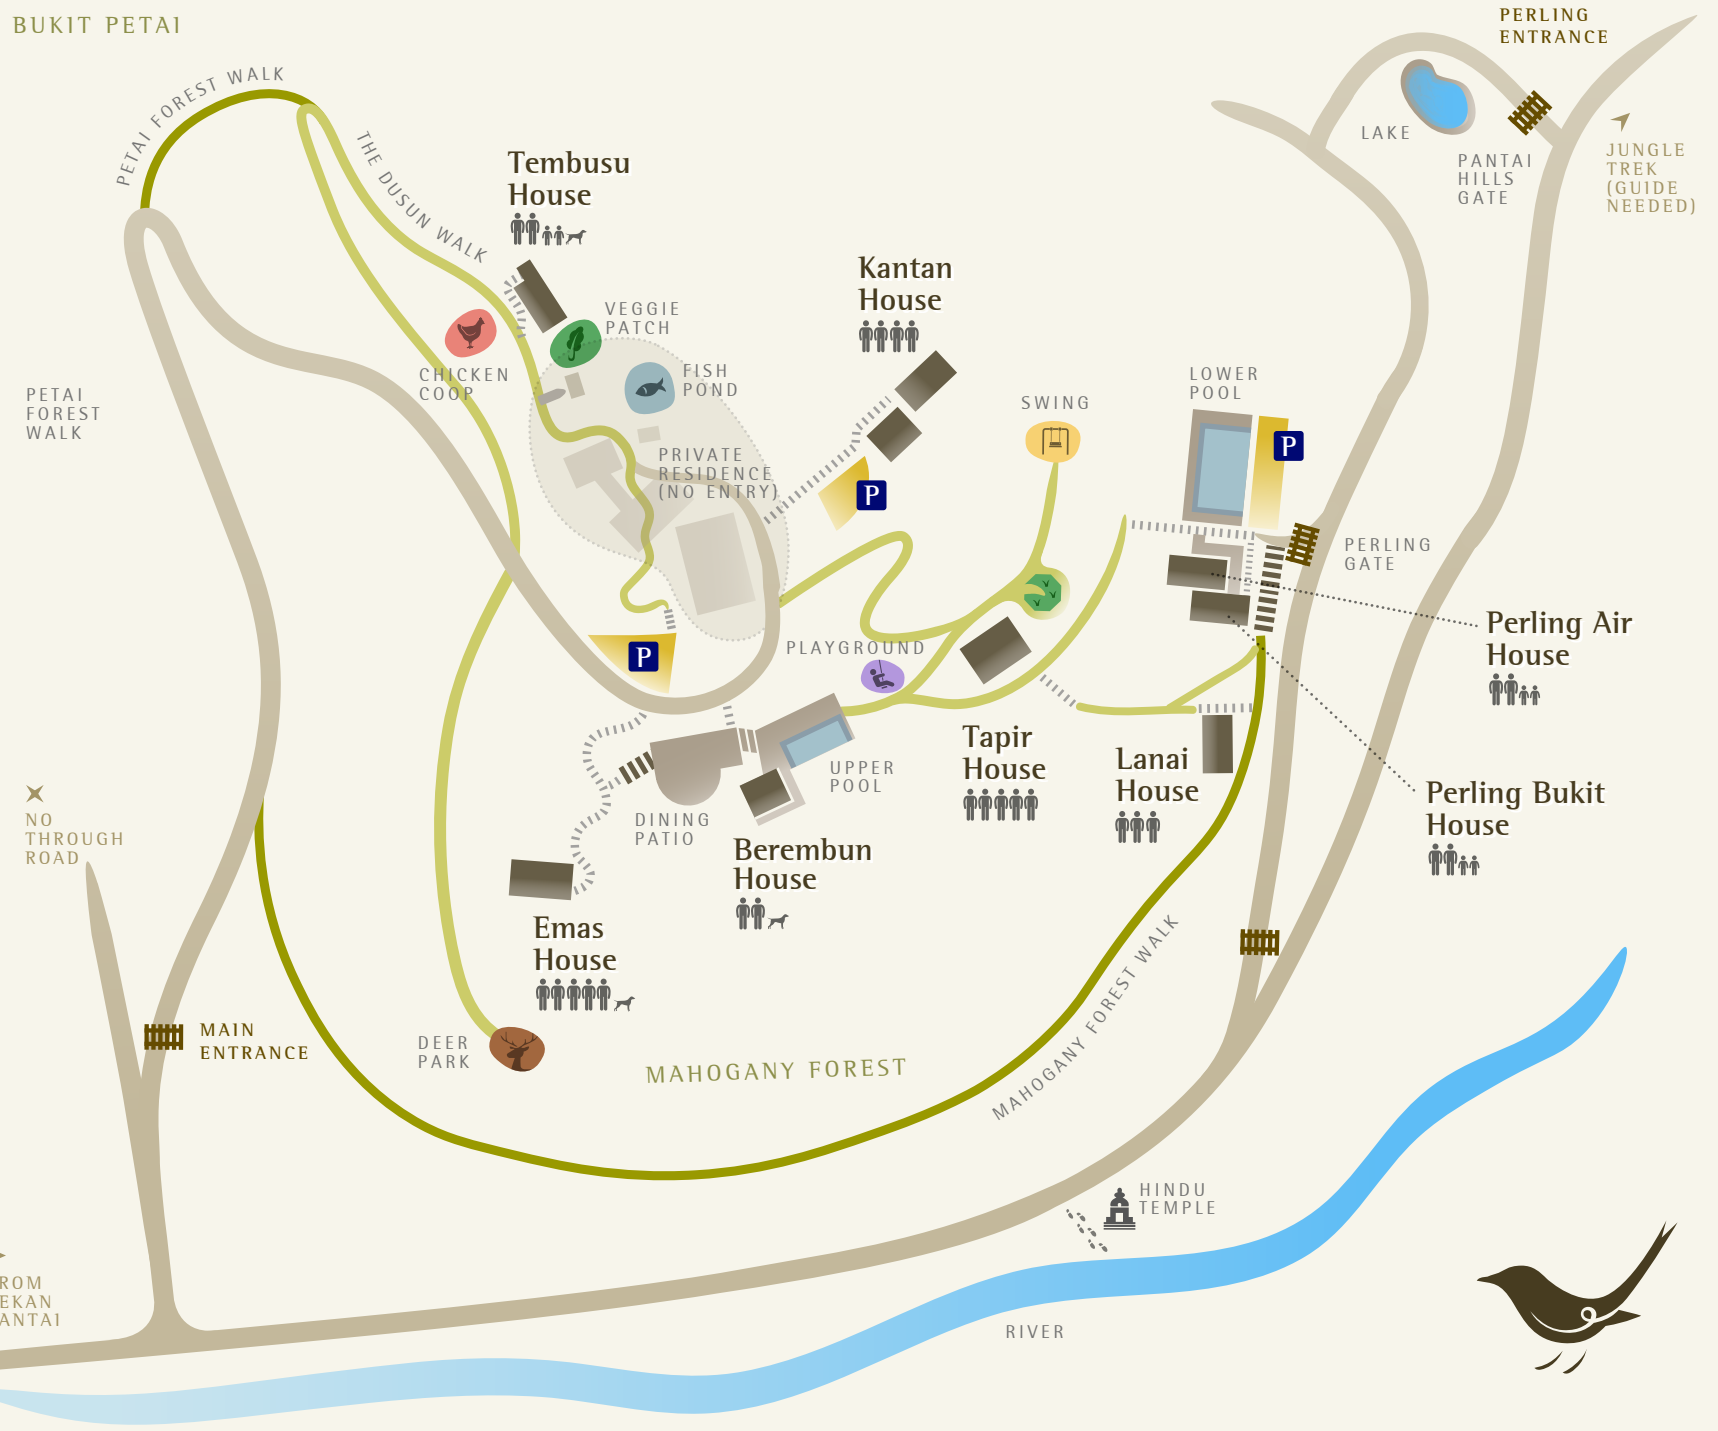 BUKIT PETAI
PERLING
ENTRANCE
PETAI FOREST WALK
THE DUSUN WALK
LAKE
PANTAI
HILLS
GATE
JUNGLE
TREK
(GUIDE
NEEDED)
Tembusu
House
Kantan
House
VEGGIE
PATCH
FISH
POND
CHICKEN
COOP
PETAI
FOREST
WALK
SWING
LOWER
POOL
P
PRIVATE
RESIDENCE
(NO ENTRY)
P
PERLING
GATE
Perling Air
House
P
PLAYGROUND
Tapir
House
Lanai
House
UPPER
POOL
Perling Bukit
House
NO
THROUGH
ROAD
DINING
PATIO
Berembun
House
Emas
House
MAIN
ENTRANCE
DEER
PARK
MAHOGANY FOREST
MAHOGANY FOREST WALK
HINDU
TEMPLE
ROM
EKAN
ANTAI
RIVER